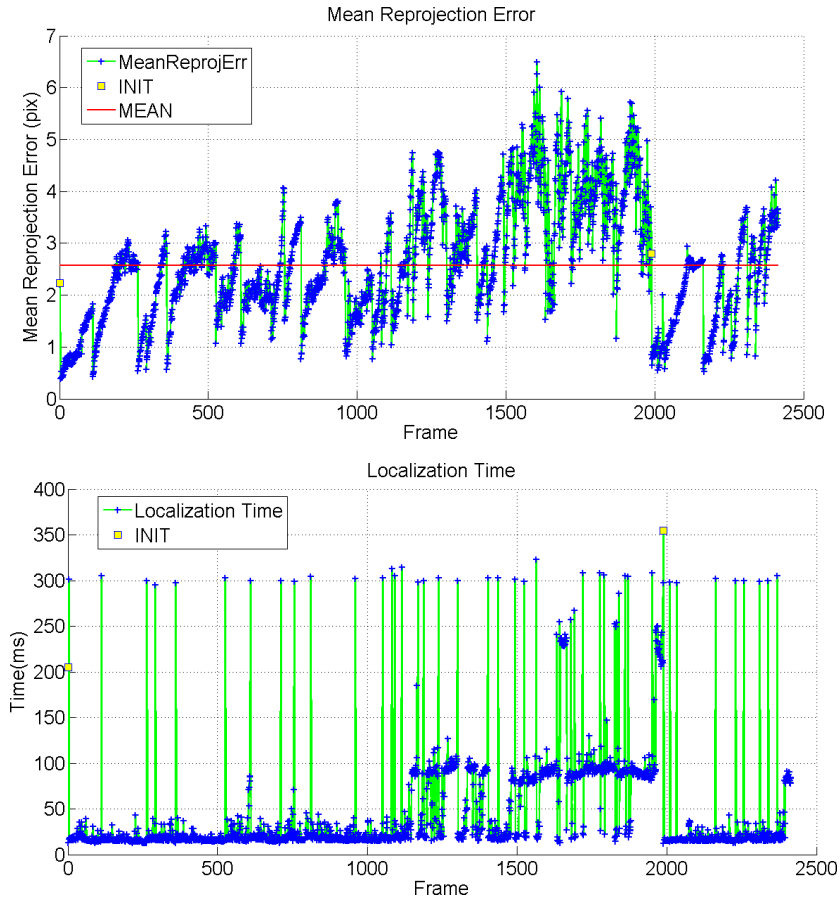 Mean Reprojection Error
7
6
5
4
3
2
1
0
Mean Reprojection Error (pix)
MeanReprojErr
INIT
MEAN
0 500 1000 1500 2000 2500
Frame
Localization Time
400
350
300
250
200
150
100
50
0
Time(ms)
Localization Time
INIT
0 500 1000 1500 2000 2500
Frame